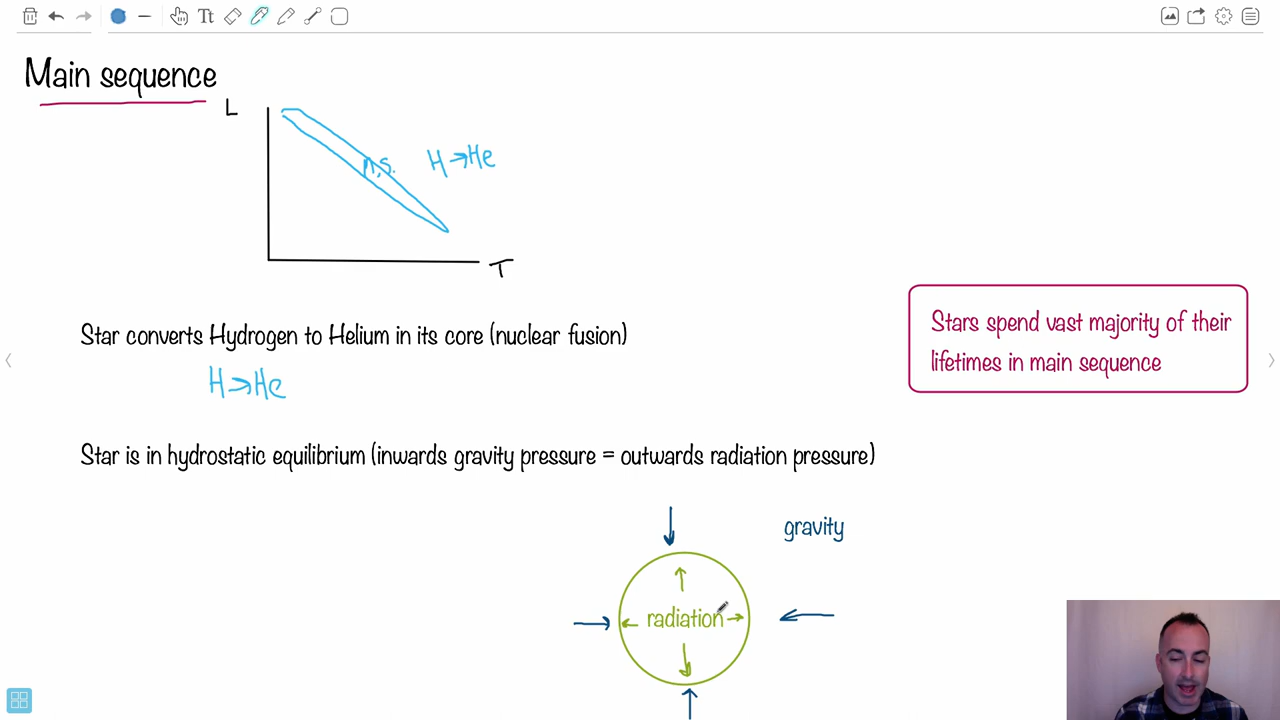 Tt
Main sequence
L
m.s.
H→He
T
Star converts Hydrogen to Helium in its core (nuclear fusion)
H→He
Stars spend vast majority of their
lifetimes in main sequence
Star is in hydrostatic equilibrium (inwards gravity pressure = outwards radiation pressure)
gravity
radiation